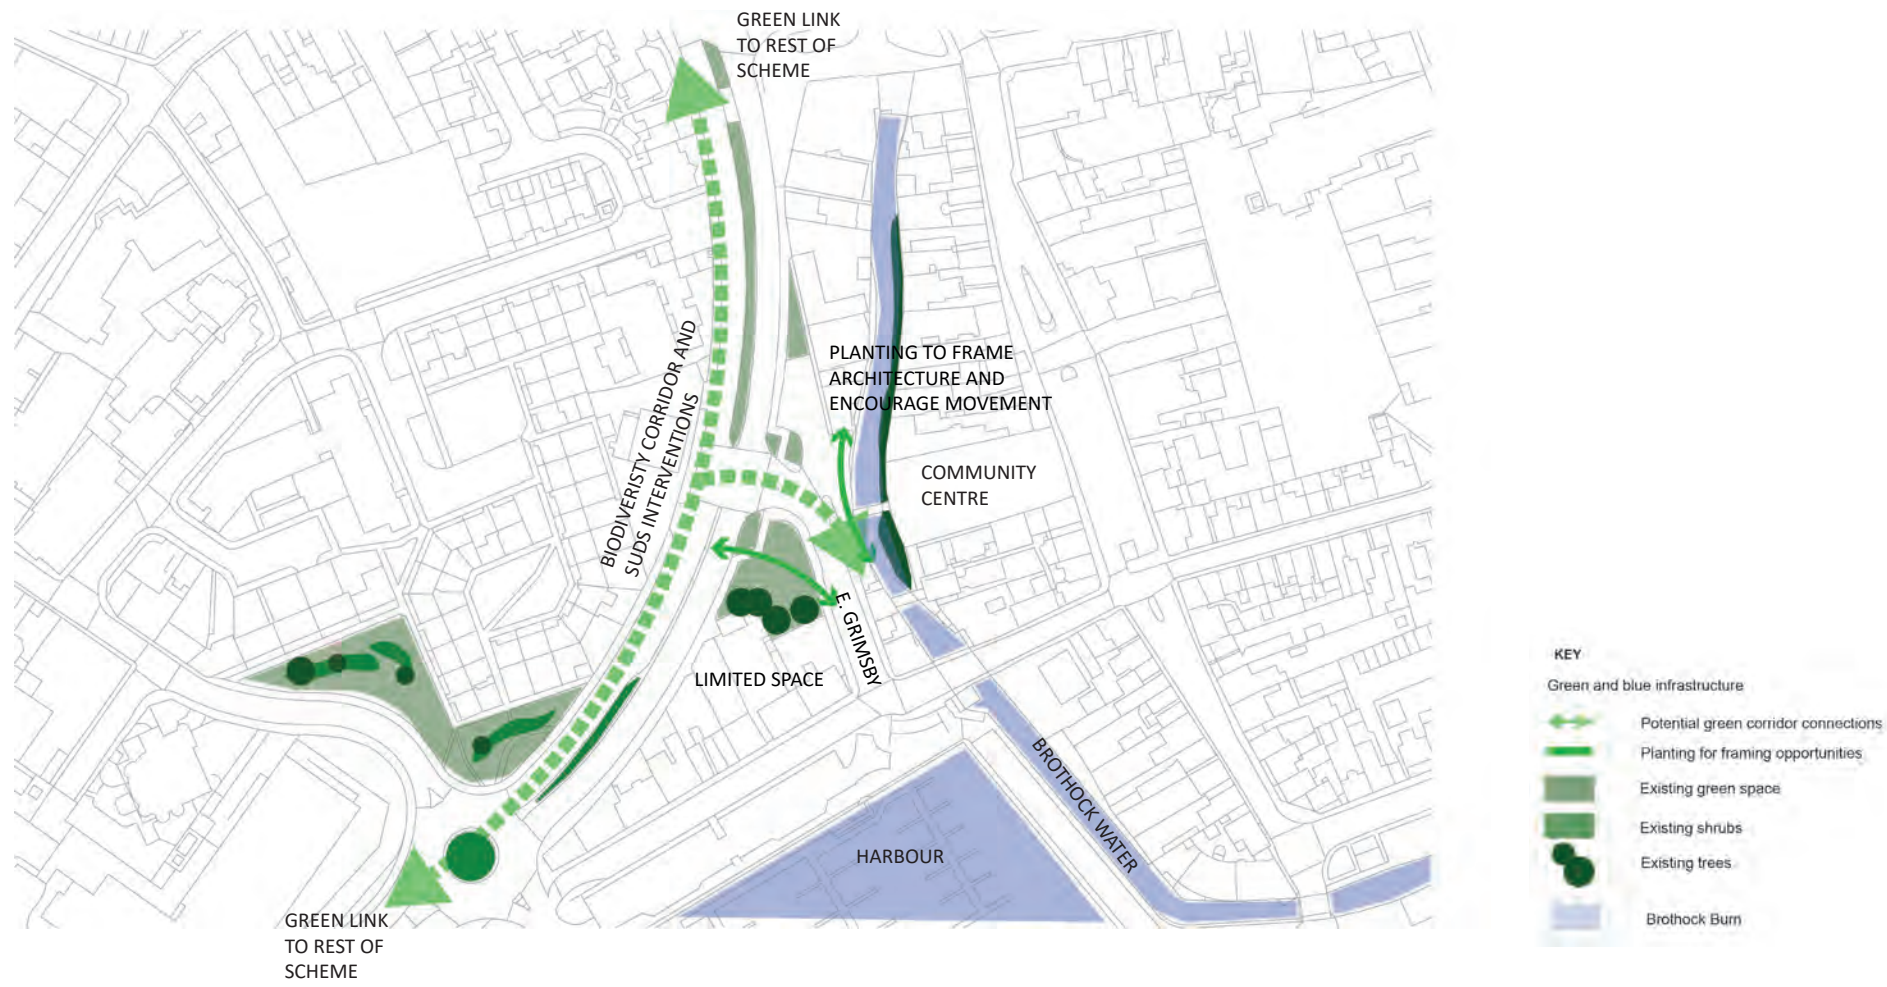 GREEN LINK
TO REST OF
SCHEME
BIODIVERISTY CORRIDOR AND
SUDS INTERVENTIONS
PLANTING TO FRAME
ARCHITECTURE AND
ENCOURAGE MOVEMENT
COMMUNITY
CENTRE
E. GRIMSBY
LIMITED SPACE
BROTHOCK WATER
HARBOUR
GREEN LINK
TO REST OF
SCHEME
KEY
Green and blue infrastructure
Potential green corridor connections
Planting for framing opportunities
Existing green space
Existing shrubs
Existing trees
Brothock Burn